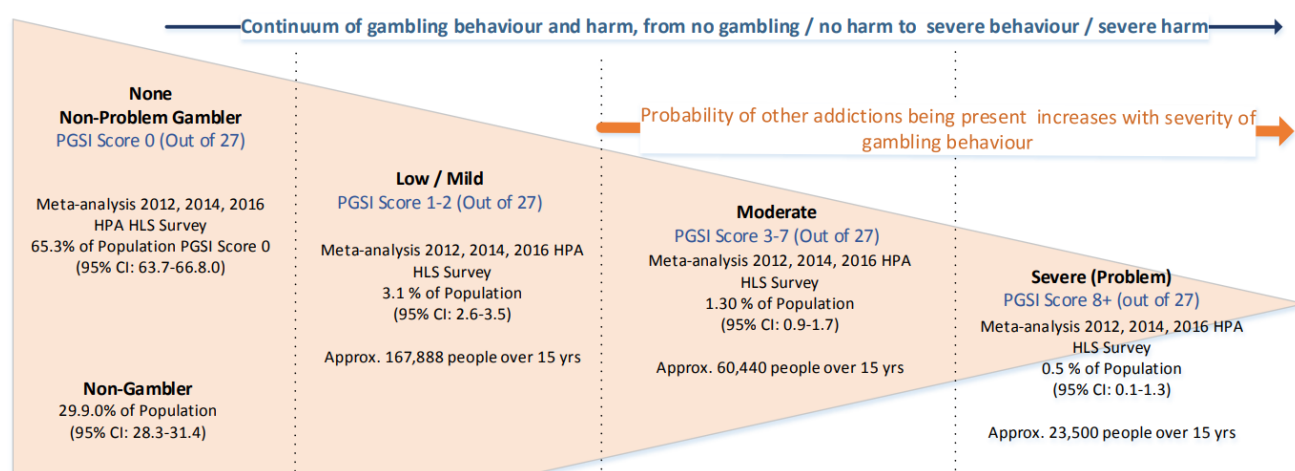 Continuum of gambling behaviour and harm, from no gambling / no harm to severe behaviour / severe harm
None
Non-Problem Gambler
PGSI Score 0 (Out of 27)
Meta-analysis 2012, 2014, 2016
HPA HLS Survey
65.3% of Population PGSI Score 0
(95% CI: 63.7-66.8.0)
Non-Gambler
29.9.0% of Population
(95% CI: 28.3-31.4)
Low / Mild
PGSI Score 1-2 (Out of 27)
Meta-analysis 2012, 2014, 2016 HPA
HLS Survey
3.1 % of Population
(95% CI: 2.6-3.5)
Approx. 167,888 people over 15 yrs
Probability of other addictions being present increases with severity of
gambling behaviour
Moderate
PGSI Score 3-7 (Out of 27)
Meta-analysis 2012, 2014, 2016 HPA
HLS Survey
1.30 % of Population
(95% CI: 0.9-1.7)
Approx. 60,440 people over 15 yrs
Severe (Problem)
PGSI Score 8+ (out of 27)
Meta-analysis 2012, 2014, 2016 HPA
HLS Survey
0.5 % of Population
(95% CI: 0.1-1.3)
Approx. 23,500 people over 15 yrs